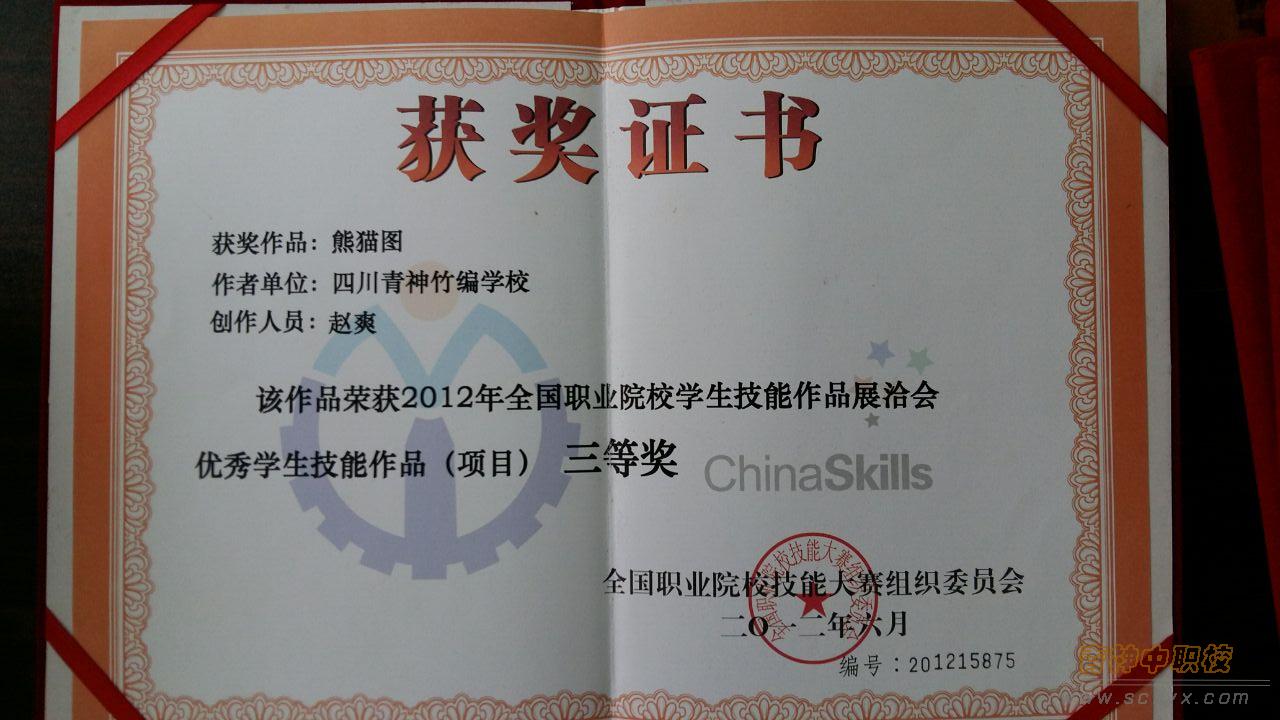 获奖证书
获奖作品：熊猫图
作者单位：四川青神竹编学校
创作人员：赵爽
该作品荣获2012年全国职业院校学生技能作品展洽会
优秀学生技能作品（项目） 三等奖
ChinaSkills
全国职业院校技能大赛组织委员会
二O一二年六月
编号：201215875
中职校